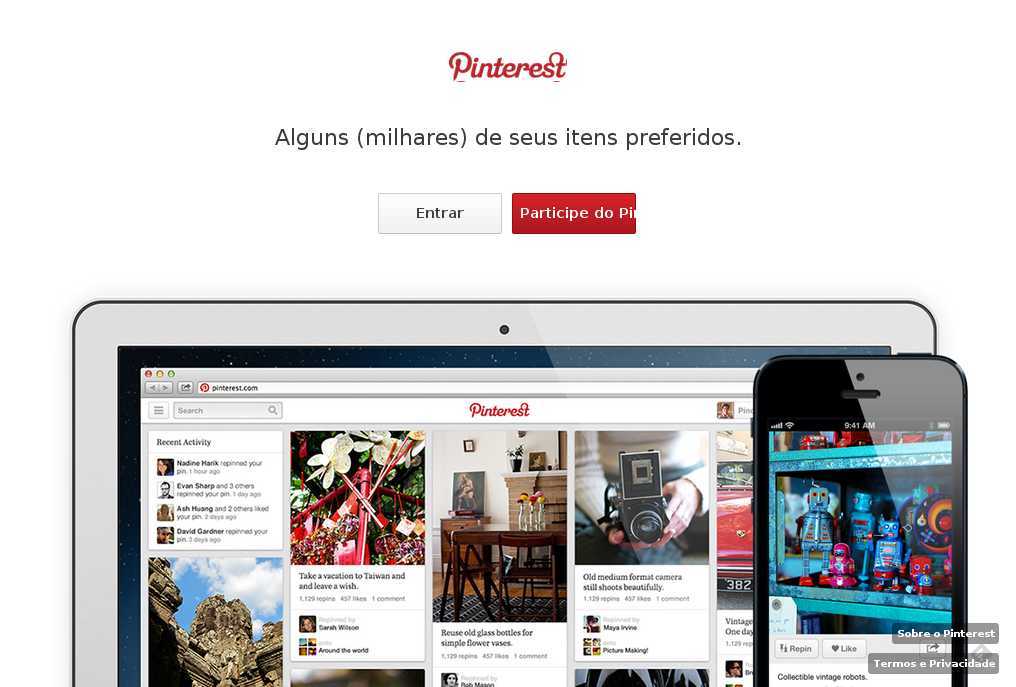 Pinterest
Alguns (milhares) de seus itens preferidos.
Entrar
Participe do Pin
pinterest.com
Search
Pinterest
Recent Activity
Nadine Harik repinned your
pin. 1 hour ago
Evan Sharp and 3 others
repinned your pin. 1 day ago
Ash Huang and 2 others liked
your pin. 2 days ago
David Gardner repinned your
pin. 3 days ago
Take a vacation to Taiwan and
and leave a wish.
1,129 repins 457 likes 1 comment
Repinned by
Sarah Wilson
onto
Around the world
Reuse old glass bottles for
simple flower vases.
1,129 repins 457 likes 1 comment
Repinned by
Rob Mason
Old medium format camera
still shoots beautifully.
1,129 repins 457 likes 1 comment
Repinned by
Maya Irvine
onto
Picture Making!
382
Vintage
One day
9:41 AM
Repin
Like
Collectible vintage robots.
Sobre o Pinterest
Termos e Privacidade